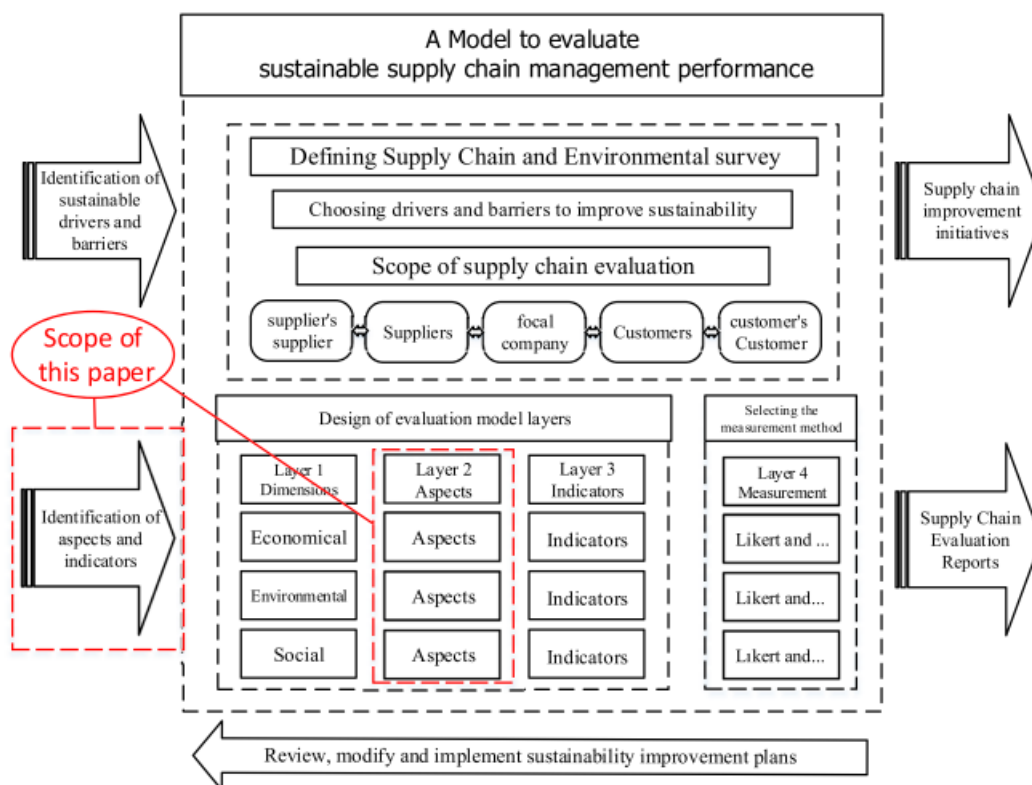 A Model to evaluate
sustainable supply chain management performance
Identification of
sustainable
drivers and
barriers
Defining Supply Chain and Environmental survey
Choosing drivers and barriers to improve sustainability
Scope of supply chain evaluation
supplier's
supplier
Suppliers
focal
company
Customers
customer's
Customer
Supply chain
improvement
initiatives
Scope of
this paper
Identification of
aspects and
indicators
Design of evaluation model layers
Layer 1
Dimensions
Layer 2
Aspects
Layer 3
Indicators
Economical
Aspects
Indicators
Environmental
Aspects
Indicators
Social
Aspects
Indicators
Selecting the
measurement method
Layer 4
Measurement
Likert and ...
Likert and...
Likert and...
Supply Chain
Evaluation
Reports
Review, modify and implement sustainability improvement plans